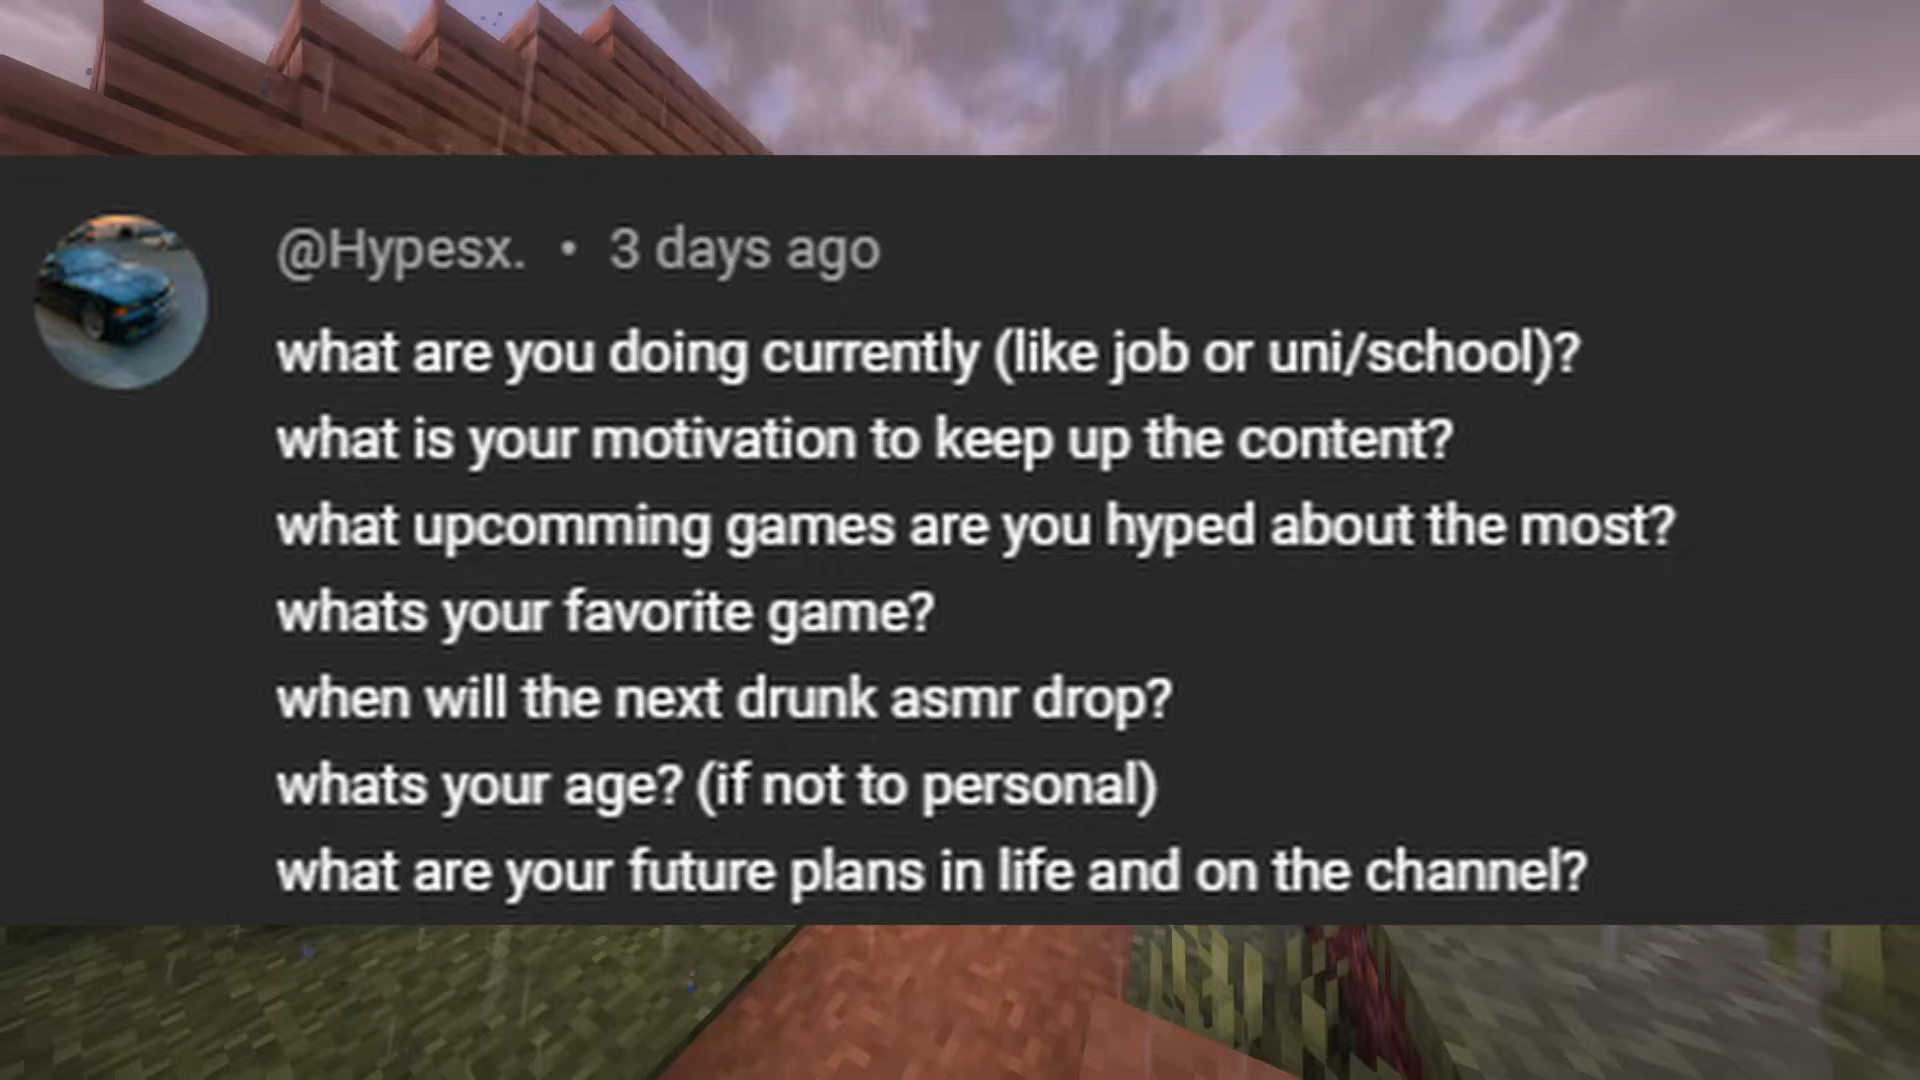 @Hypesx. • 3 days ago
what are you doing currently (like job or uni/school)?
what is your motivation to keep up the content?
what upcomming games are you hyped about the most?
whats your favorite game?
when will the next drunk asmr drop?
whats your age? (if not to personal)
what are your future plans in life and on the channel?